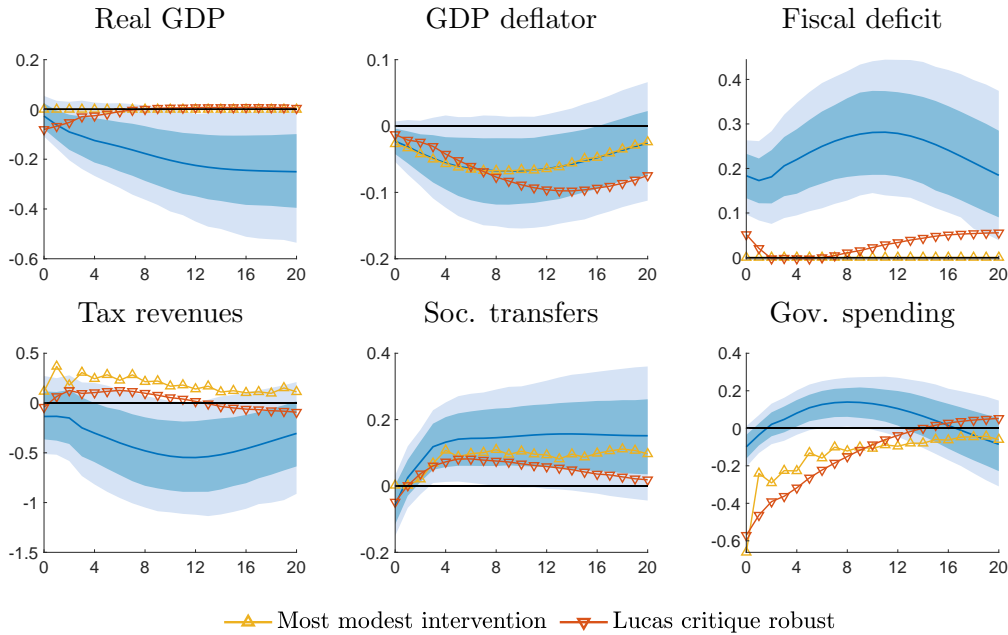 Real GDP
GDP deflator
Fiscal deficit
0.2
0
-0.2
-0.4
-0.6
0 4 8 12 16 20
0.1
0
-0.1
-0.2
0 4 8 12 16 20
0.4
0.3
0.2
0.1
0
0 4 8 12 16 20
Tax revenues
Soc. transfers
Gov. spending
0.5
0
-0.5
-1
-1.5
0 4 8 12 16 20
0.4
0.2
0
-0.2
0 4 8 12 16 20
0.4
0.2
0
-0.2
-0.4
-0.6
0 4 8 12 16 20
Most modest intervention
Lucas critique robust